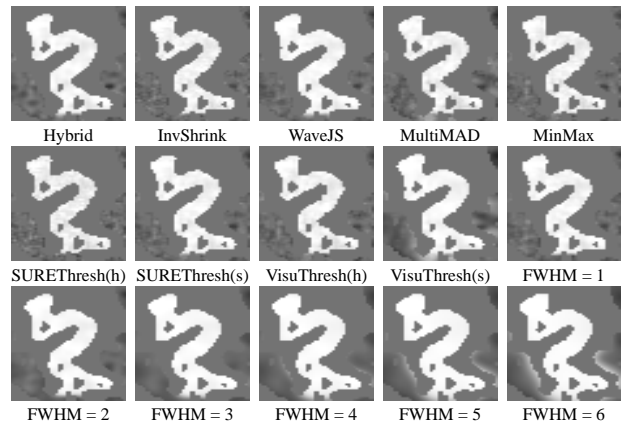 Hybrid InvShrink WaveJS MultiMAD MinMax
SUREThresh(h) SUREThresh(s) VisuThresh(h) VisuThresh(s) FWHM = 1
FWHM = 2 FWHM = 3 FWHM = 4 FWHM = 5 FWHM = 6